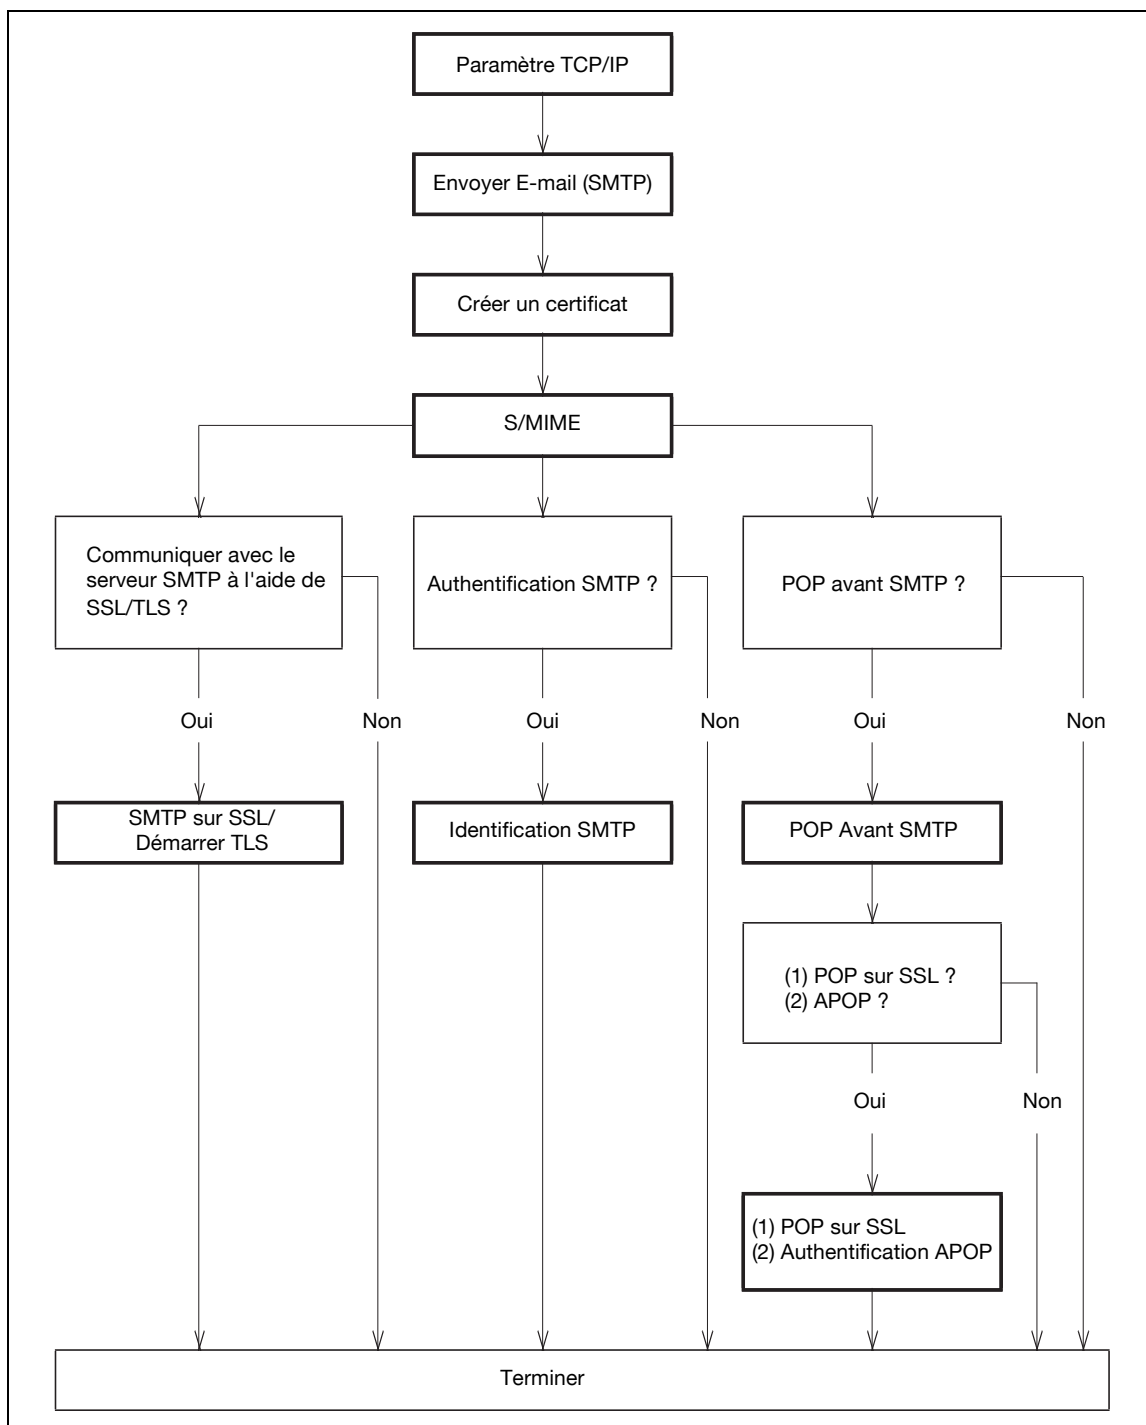 Paramètre TCP/IP
Envoyer E-mail (SMTP)
Créer un certificat
S/MIME
Communiquer avec le
serveur SMTP à l'aide de
SSL/TLS ?
Authentification SMTP ?
POP avant SMTP ?
Oui
Non
Oui
Non
Oui
Non
SMTP sur SSL/
Démarrer TLS
Identification SMTP
POP Avant SMTP
(1) POP sur SSL ?
(2) APOP ?
Oui
Non
(1) POP sur SSL
(2) Authentification APOP
Terminer